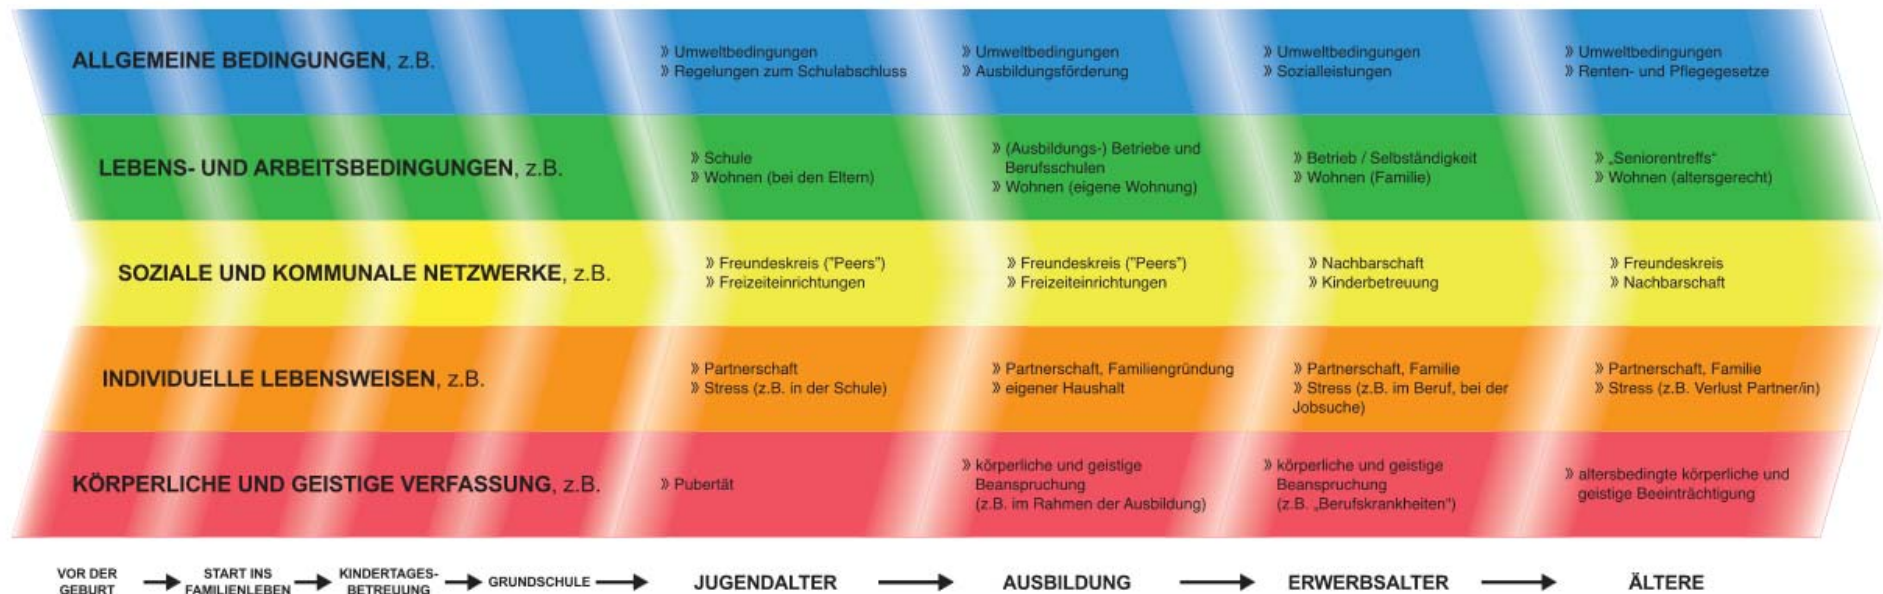 ALLGEMEINE BEDINGUNGEN, z.B.
» Umweltbedingungen
» Regelungen zum Schulabschluss
» Umweltbedingungen
» Ausbildungsförderung
» Umweltbedingungen
» Sozialleistungen
» Umweltbedingungen
» Renten- und Pflegegesetze
LEBENS- UND ARBEITSBEDINGUNGEN, z.B.
» Schule
» Wohnen (bei den Eltern)
» (Ausbildungs-) Betriebe und
Berufsschulen
» Wohnen (eigene Wohnung)
» Betrieb / Selbständigkeit
» Wohnen (Familie)
» „Seniorentreffs“
» Wohnen (altersgerecht)
SOZIALE UND KOMMUNALE NETZWERKE, z.B.
» Freundeskreis ("Peers")
» Freizeiteinrichtungen
» Freundeskreis ("Peers")
» Freizeiteinrichtungen
» Nachbarschaft
» Kinderbetreuung
» Freundeskreis
» Nachbarschaft
INDIVIDUELLE LEBENSWEISEN, z.B.
» Partnerschaft
» Stress (z.B. in der Schule)
» Partnerschaft, Familiengründung
» eigener Haushalt
» Partnerschaft, Familie
» Stress (z.B. im Beruf, bei der
Jobsuche)
» Partnerschaft, Familie
» Stress (z.B. Verlust Partner/in)
KÖRPERLICHE UND GEISTIGE VERFASSUNG, z.B.
» Pubertät
» körperliche und geistige
Beanspruchung
(z.B. im Rahmen der Ausbildung)
» körperliche und geistige
Beanspruchung
(z.B. „Berufskrankheiten“)
» altersbedingte körperliche und
geistige Beeinträchtigung
VOR DER
GEBURT
START INS
FAMILIENLEBEN
KINDERTAGES-
BETREUUNG
GRUNDSCHULE
JUGENDALTER
AUSBILDUNG
ERWERBSALTER
ÄLTERE